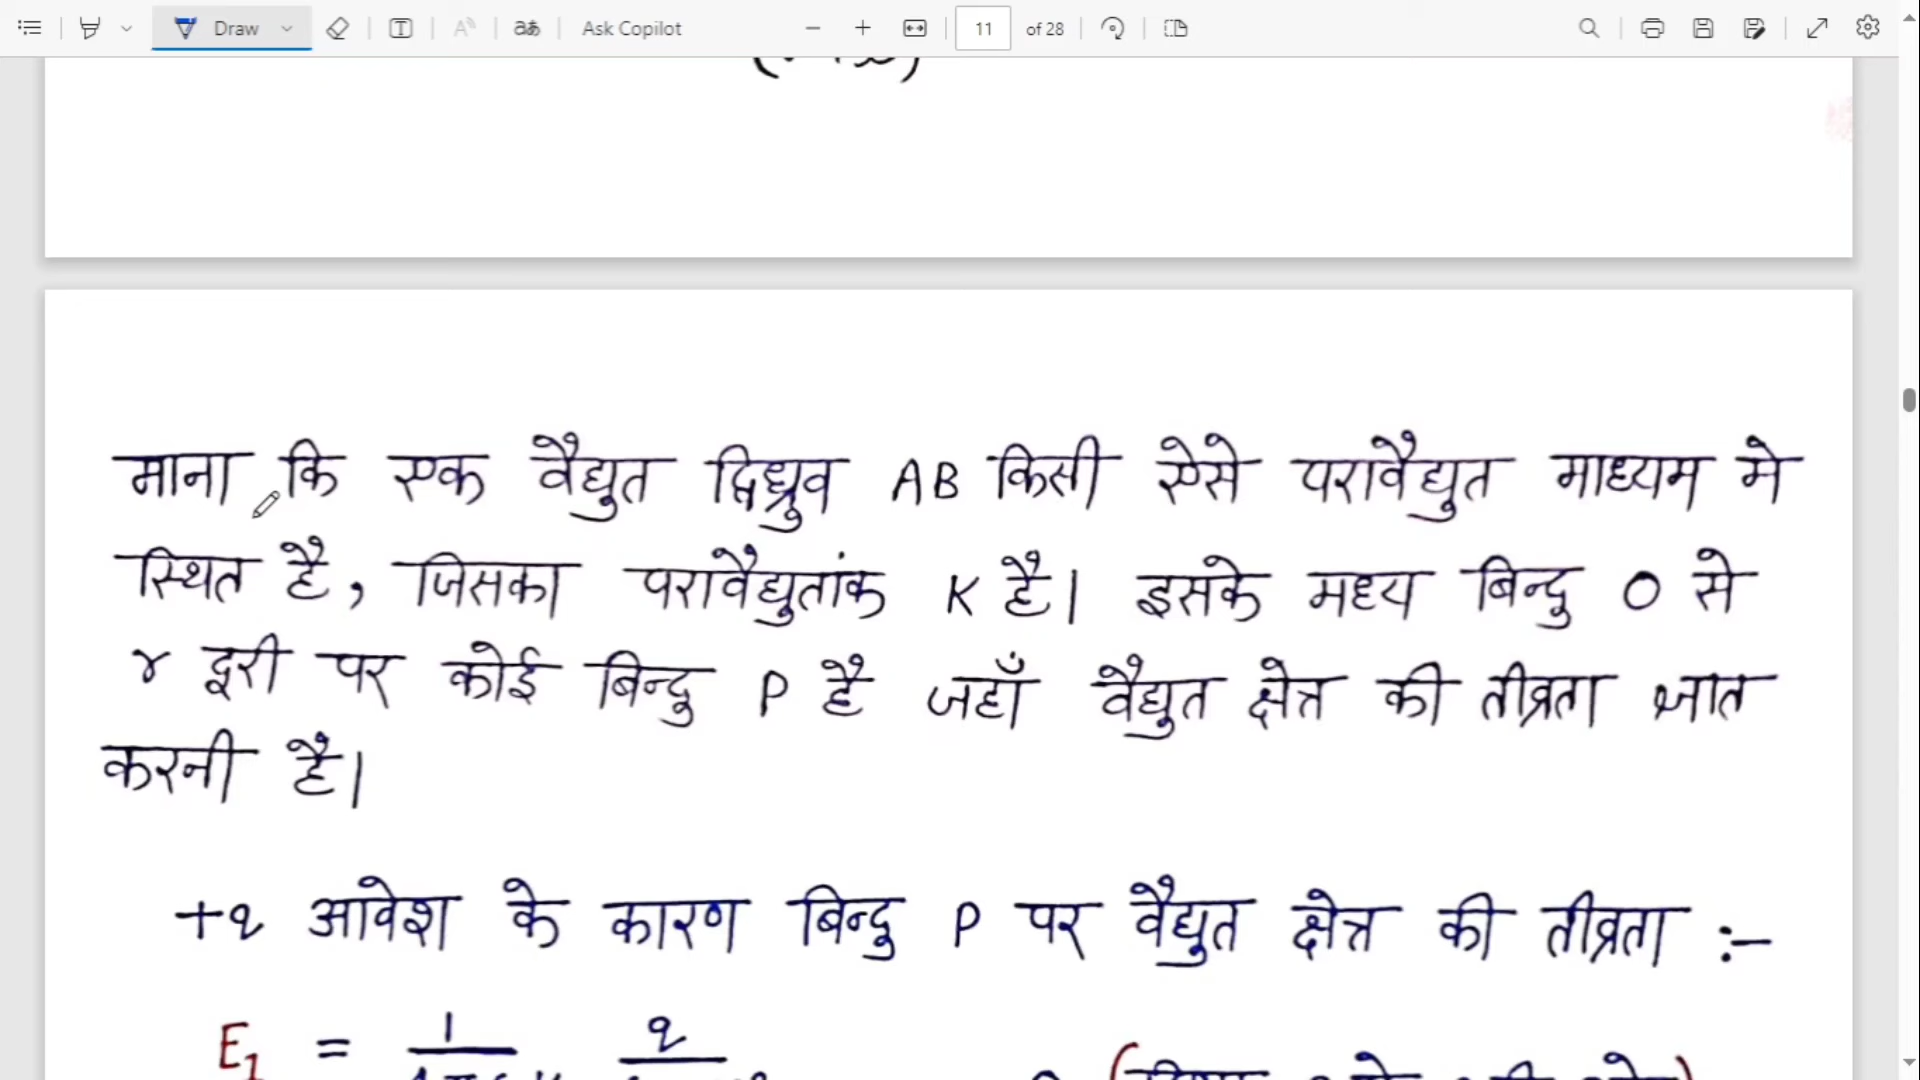 Draw
Ask Copilot
11 of 28
माना कि एक वैद्युत द्विध्रुव AB किसी ऐसे परावैद्युत माध्यम मे
स्थित है, जिसका परावैद्युतांक K है। इसके मध्य बिन्दु O से
r दूरी पर कोई बिन्दु P है जहाँ वैद्युत क्षेत्र की तीव्रता ज्ञात
करनी है।
+q आवेश के कारण बिन्दु P पर वैद्युत क्षेत्र की तीव्रता :-
E1 = 1 q